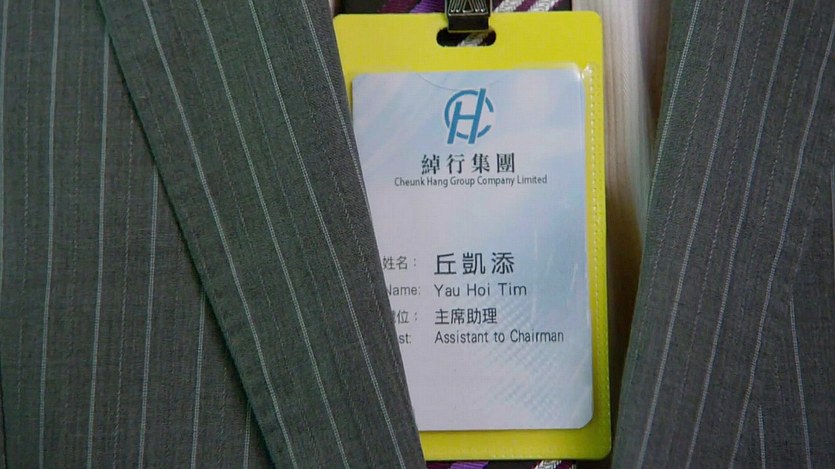 CH
綽行集團
Cheunk Hang Group Company Limited
姓名： 丘凱添
Name: Yau Hoi Tim
位： 主席助理
st: Assistant to Chairman